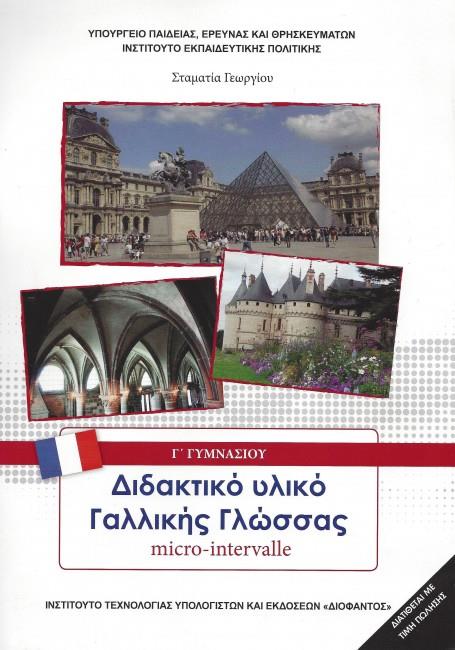 ΥΠΟΥΡΓΕΙΟ ΠΑΙΔΕΙΑΣ, ΕΡΕΥΝΑΣ ΚΑΙ ΘΡΗΣΚΕΥΜΑΤΩΝ
ΙΝΣΤΙΤΟΥΤΟ ΕΚΠΑΙΔΕΥΤΙΚΗΣ ΠΟΛΙΤΙΚΗΣ
Σταματία Γεωργίου
Γ΄ ΓΥΜΝΑΣΙΟΥ
Διδακτικό υλικό
Γαλλικής Γλώσσας
micro-intervalle
ΙΝΣΤΙΤΟΥΤΟ ΤΕΧΝΟΛΟΓΙΑΣ ΥΠΟΛΟΓΙΣΤΩΝ ΚΑΙ ΕΚΔΟΣΕΩΝ «ΔΙΟΦΑΝΤΟΣ»
ΔΙΑΤΙΘΕΤΑΙ ΜΕ
ΤΙΜΗ ΠΩΛΗΣΗΣ